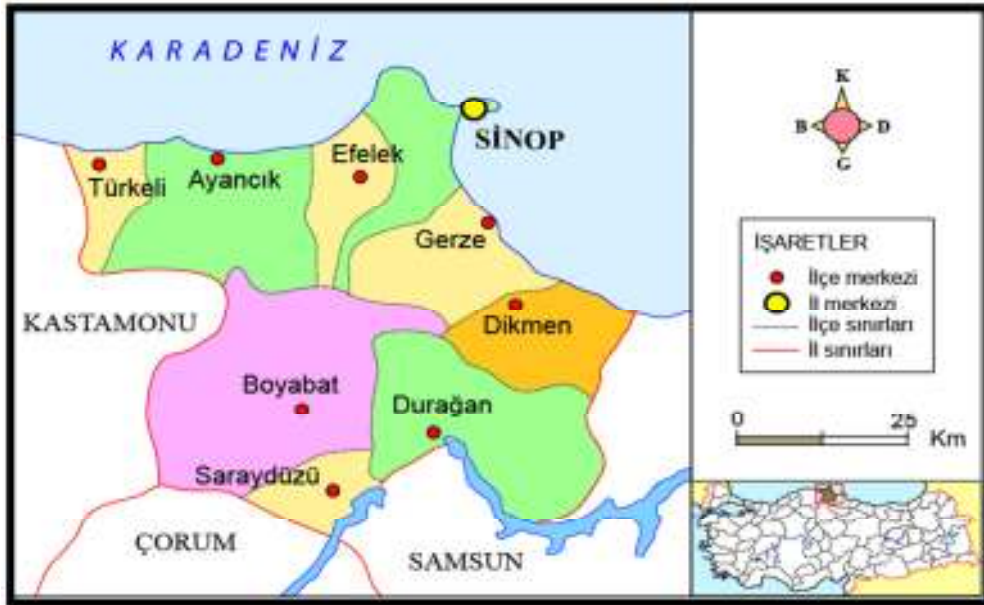 KARADENİZ
SİNOP
Türkeli
Ayancık
Efelek
Gerze
Dikmen
KASTAMONU
Boyabat
Durağan
Saraydüzü
ÇORUM
SAMSUN
K
B
D
G
İŞARETLER
İlçe merkezi
İl merkezi
İlçe sınırları
İl sınırları
0 25
Km